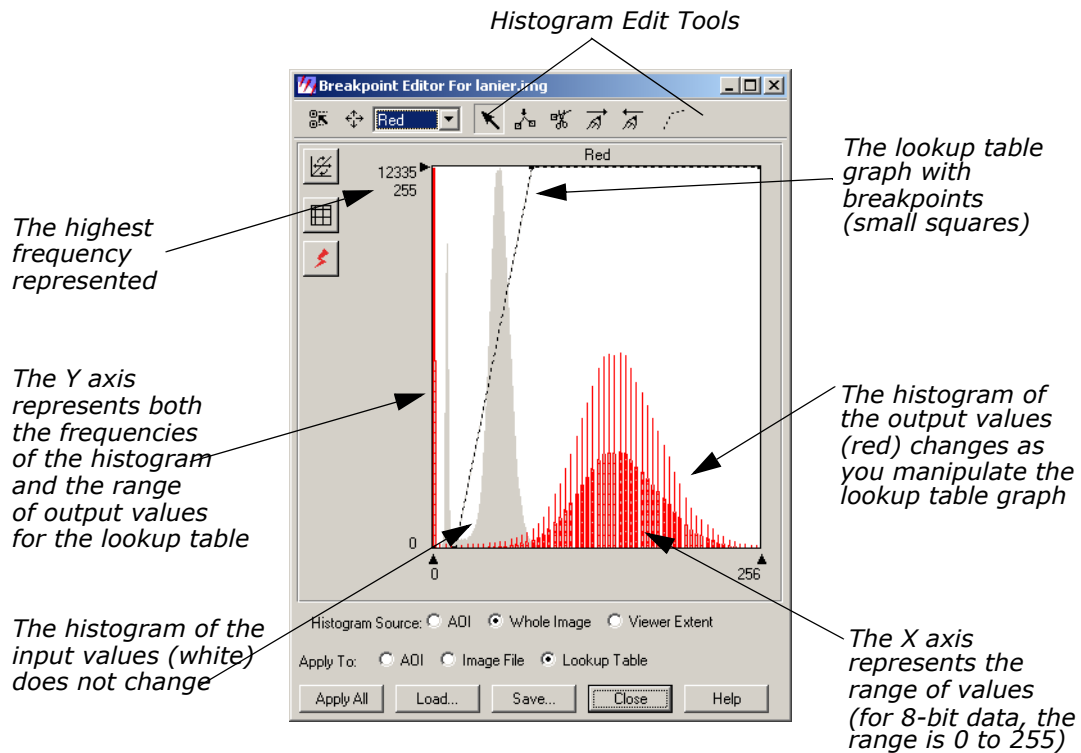 Histogram Edit Tools
Breakpoint Editor For lanier.img
Red
Red
12335
255
0
0
256
The lookup table
graph with
breakpoints
(small squares)
The highest
frequency
represented
The Y axis
represents both
the frequencies
of the histogram
and the range
of output values
for the lookup table
The histogram of
the output values
(red) changes as
you manipulate the
lookup table graph
The histogram of the
input values (white)
does not change
Histogram Source: AOI Whole Image Viewer Extent
Apply To: AOI Image File Lookup Table
Apply All Load... Save... Close Help
The X axis
represents the
range of values
(for 8-bit data, the
range is 0 to 255)